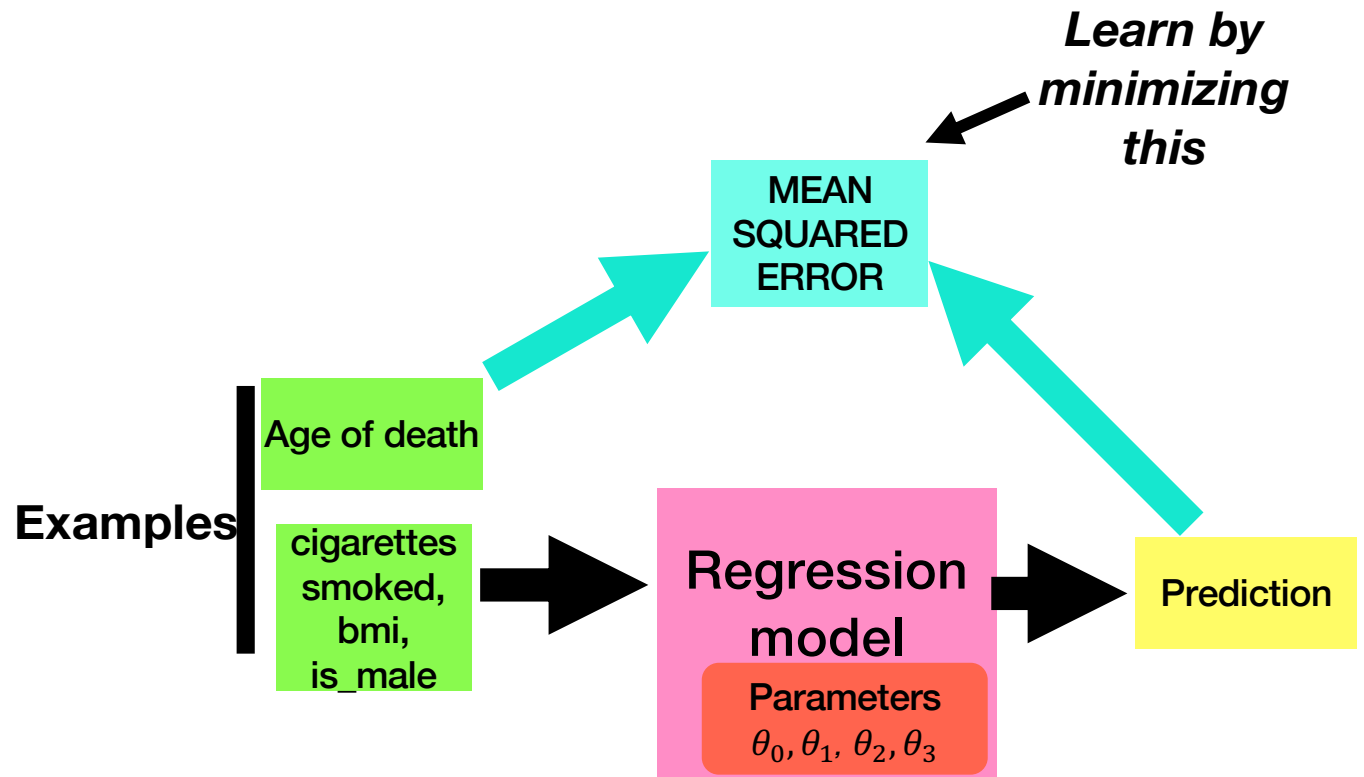 Learn by
minimizing
this
MEAN
SQUARED
ERROR
Age of death
Examples
cigarettes
smoked,
bmi,
is_male
Regression
model
Parameters
θ₀, θ₁, θ₂, θ₃
Prediction